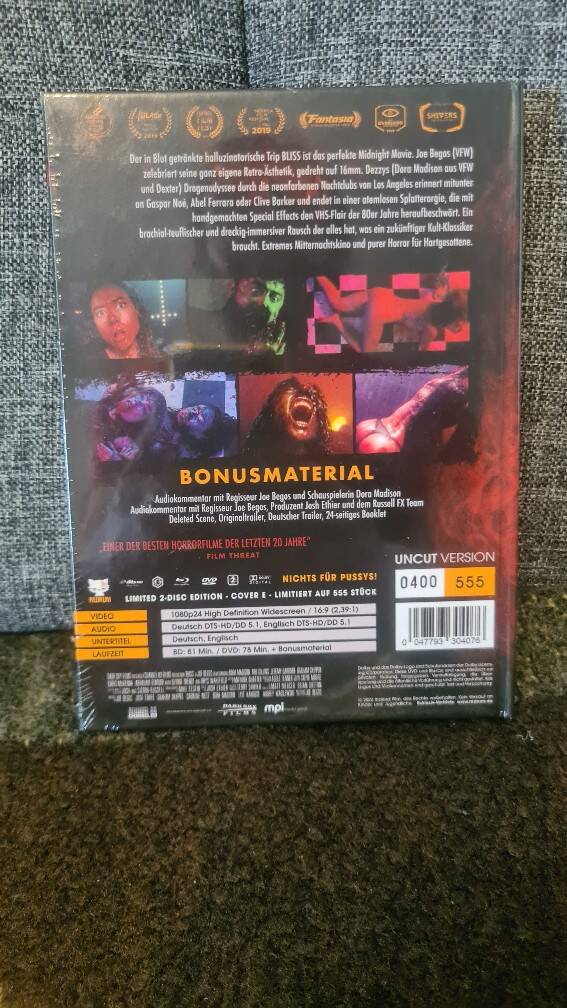 2019
Fantasia
Der in Blut getränkte halluzinatorische Trip BLISS ist das perfekte Midnight Movie. Joe Begos (VFW)
zelebriert seine ganz eigene Retro-Ästhetik, gedreht auf 16mm. Dezzys (Dora Madison aus VFW
und Dexter) Drogenodyssee durch die neonfarbenen Nachtclubs von Los Angeles erinnert mitunter
an Gaspar Noé, Abel Ferrara oder Clive Barker und endet in einer atemlosen Splatterorgie, die mit
handgemachten Special Effects den VHS-Flair der 80er Jahre heraufbeschwört. Ein
brachial-teuflischer und dreckig-immersiver Rausch der alles hat, was ein zukünftiger Kult-Klassiker
braucht. Extremes Mitternachtskino und purer Horror für Hartgesottene.
BONUSMATERIAL
Audiokommentar mit Regisseur Joe Begos und Schauspielerin Dora Madison
Audiokommentar mit Regisseur Joe Begos, Produzent Josh Ethier und dem Russell FX Team
Deleted Scene, Originaltrailer, Deutscher Trailer, 24-seitiges Booklet
„EINER DER BESTEN HORRORFILME DER LETZTEN 20 JAHRE"
FILM THREAT
UNCUT VERSION
0400 555
NICHTS FÜR PUSSYS!
LIMITED 2-DISC EDITION - COVER E - LIMITIERT AUF 555 STÜCK
VIDEO 1080p24 High Definition Widescreen / 16:9 (2,39:1)
AUDIO Deutsch DTS-HD/DD 5.1, Englisch DTS-HD/DD 5.1
UNTERTITEL Deutsch, Englisch
LAUFZEIT BD: 81 Min. / DVD: 78 Min. + Bonusmaterial
0 047793 304076
FILMS
mpi